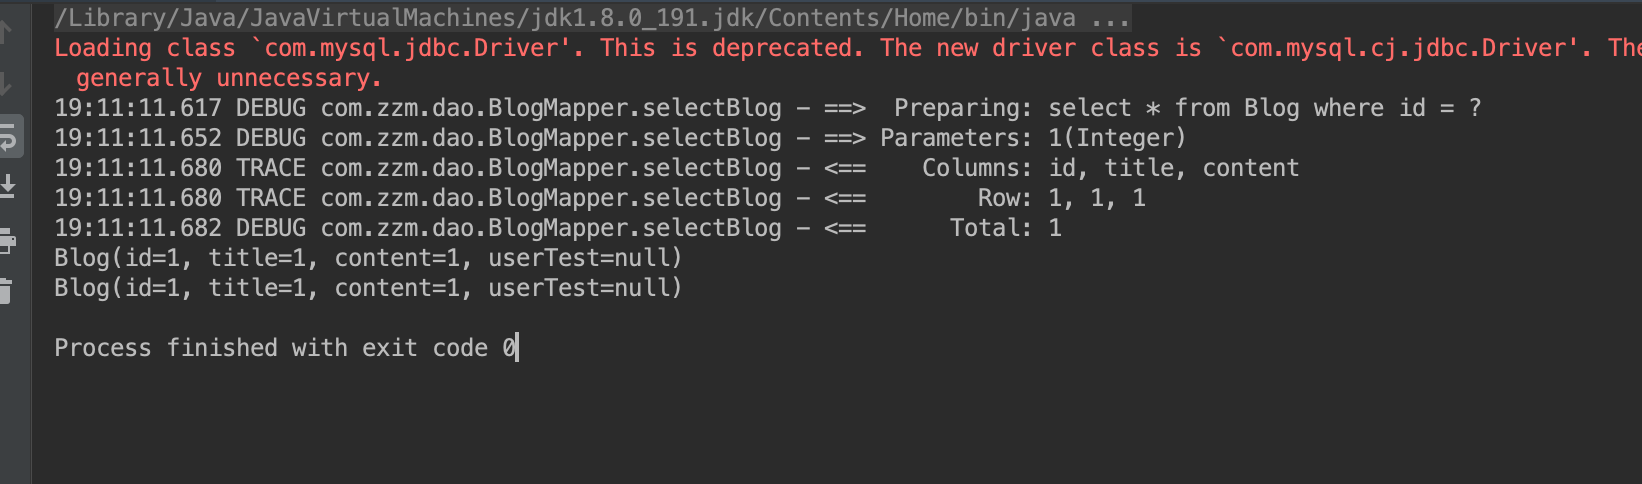 /Library/Java/JavaVirtualMachines/jdk1.8.0_191.jdk/Contents/Home/bin/java ...
Loading class `com.mysql.jdbc.Driver'. This is deprecated. The new driver class is `com.mysql.cj.jdbc.Driver'. The
generally unnecessary.
19:11:11.617 DEBUG com.zzm.dao.BlogMapper.selectBlog - ==>  Preparing: select * from Blog where id = ?
19:11:11.652 DEBUG com.zzm.dao.BlogMapper.selectBlog - ==> Parameters: 1(Integer)
19:11:11.680 TRACE com.zzm.dao.BlogMapper.selectBlog - <==    Columns: id, title, content
19:11:11.680 TRACE com.zzm.dao.BlogMapper.selectBlog - <==        Row: 1, 1, 1
19:11:11.682 DEBUG com.zzm.dao.BlogMapper.selectBlog - <==      Total: 1
Blog(id=1, title=1, content=1, userTest=null)
Blog(id=1, title=1, content=1, userTest=null)
Process finished with exit code 0